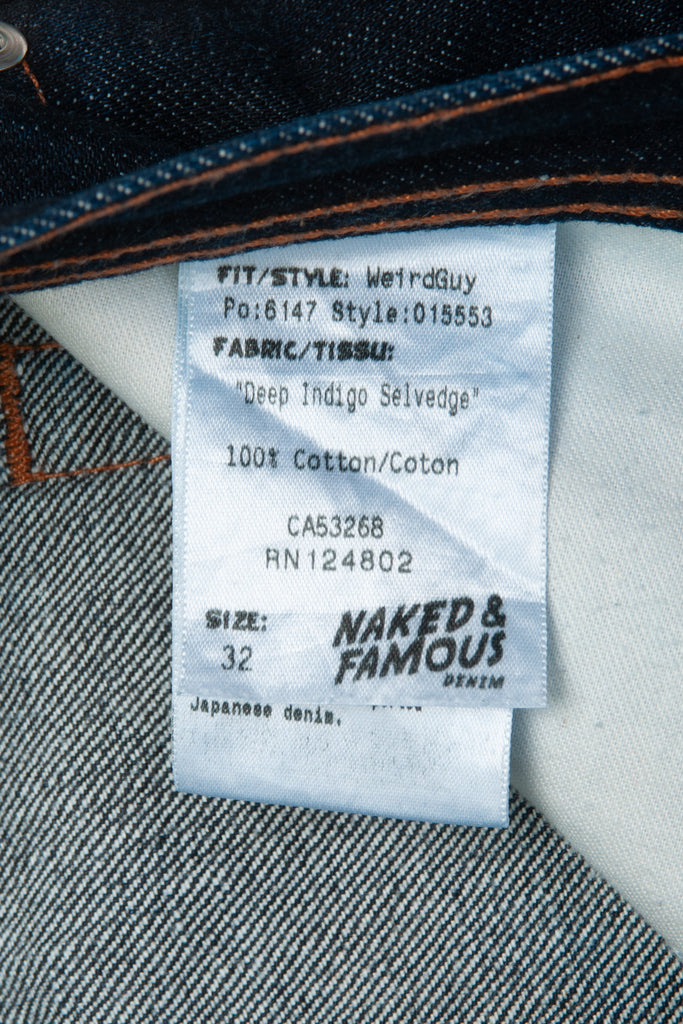 FIT/STYLE: WeirdGuy
Po:6147 Style:015553
FABRIC/TISSU:
"Deep Indigo Selvedge"
100% Cotton/Coton
CA53268
RN124802
SIZE:
32
NAKED &
FAMOUS
DENIM
Japanese denim.